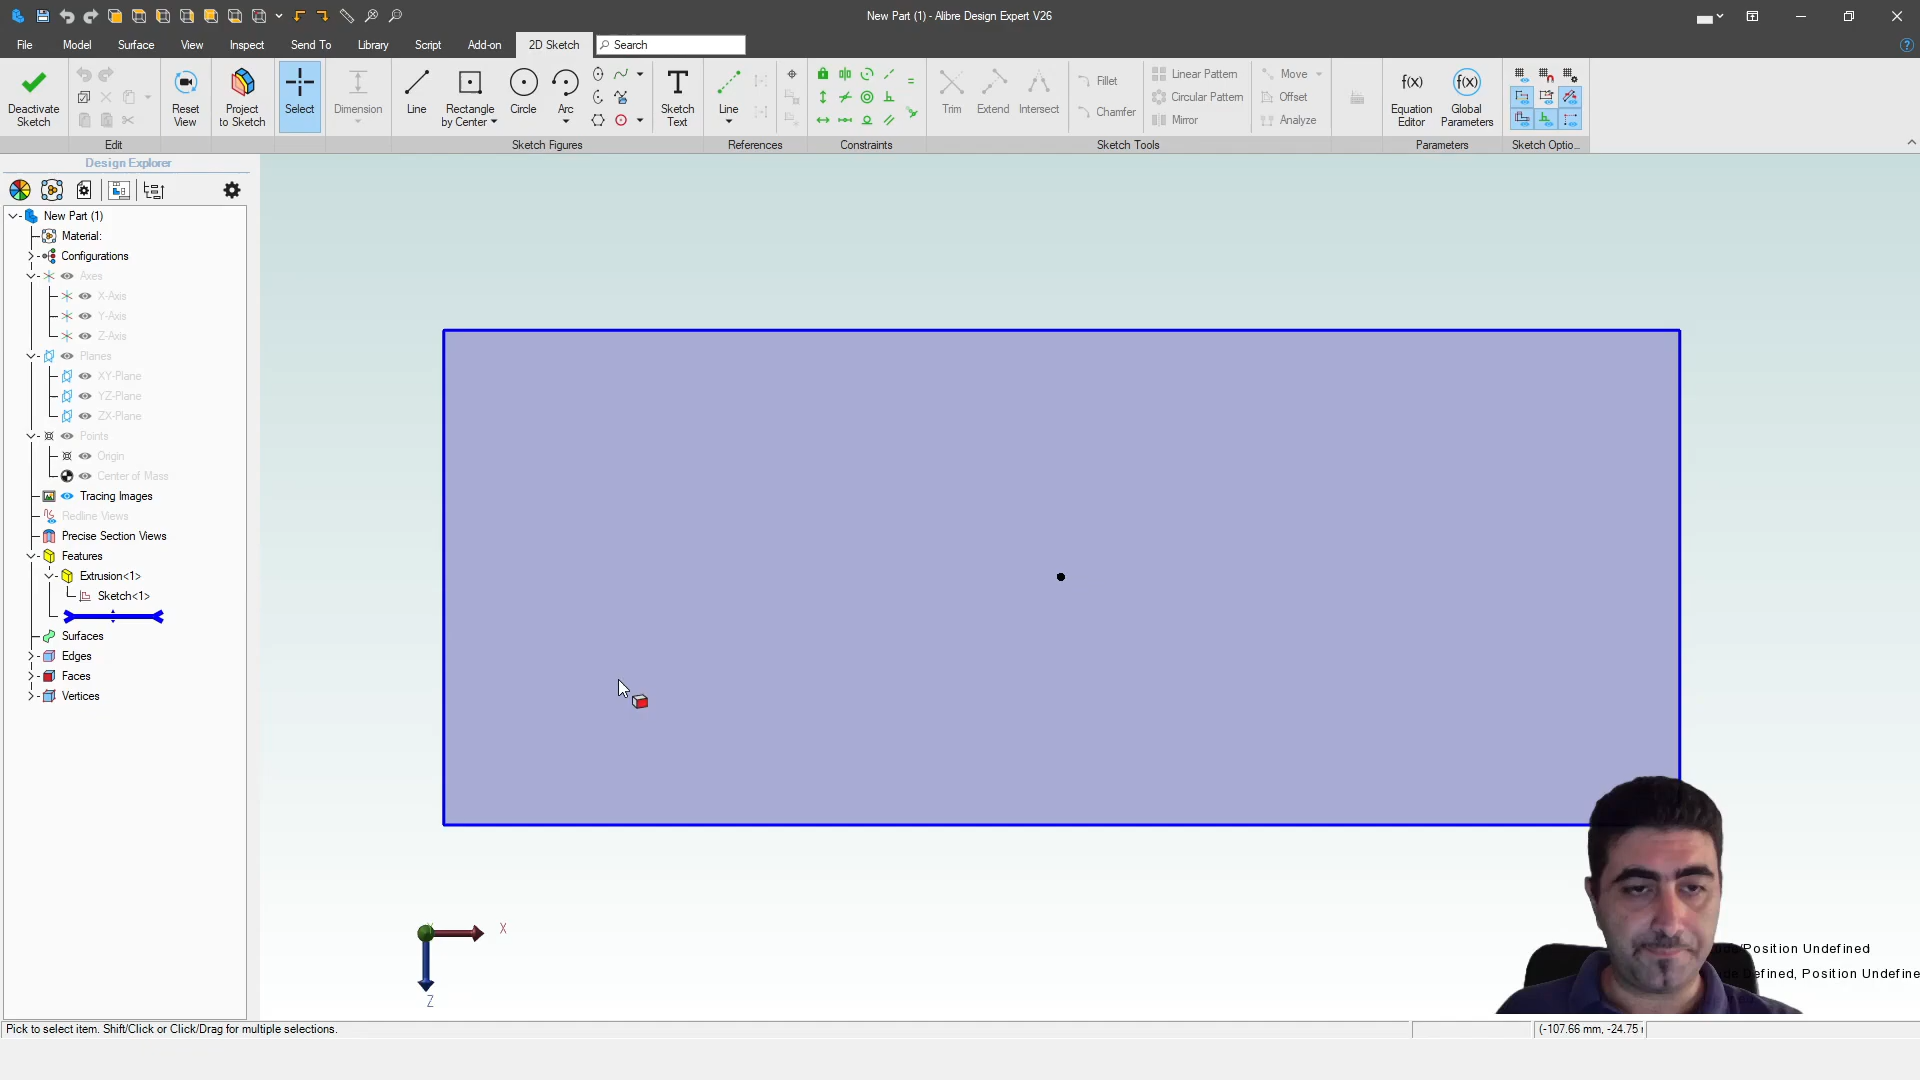 New Part (1) - Alibre Design Expert V26
File Model Surface View Inspect Send To Library Script Add-on 2D Sketch Search
Deactivate Sketch
Reset View
Project to Sketch
Select
Dimension
Line
Rectangle by Center
Circle
Arc
Sketch Text
Line
Trim
Extend
Intersect
Fillet
Chamfer
Linear Pattern
Circular Pattern
Mirror
Move
Offset
Analyze
Equation Editor
Global Parameters
Edit Sketch Figures References Constraints Sketch Tools Parameters Sketch Optio...
Design Explorer
New Part (1)
Material:
Configurations
Axes
X-Axis
Y-Axis
Z-Axis
Planes
XY-Plane
YZ-Plane
ZX-Plane
Points
Origin
Center of Mass
Tracing Images
Redline Views
Precise Section Views
Features
Extrusion<1>
Sketch<1>
Surfaces
Edges
Faces
Vertices
X
Z
Position Undefined
Defined, Position Undefine
Pick to select item. Shift/Click or Click/Drag for multiple selections.
(-107.66 mm, -24.75